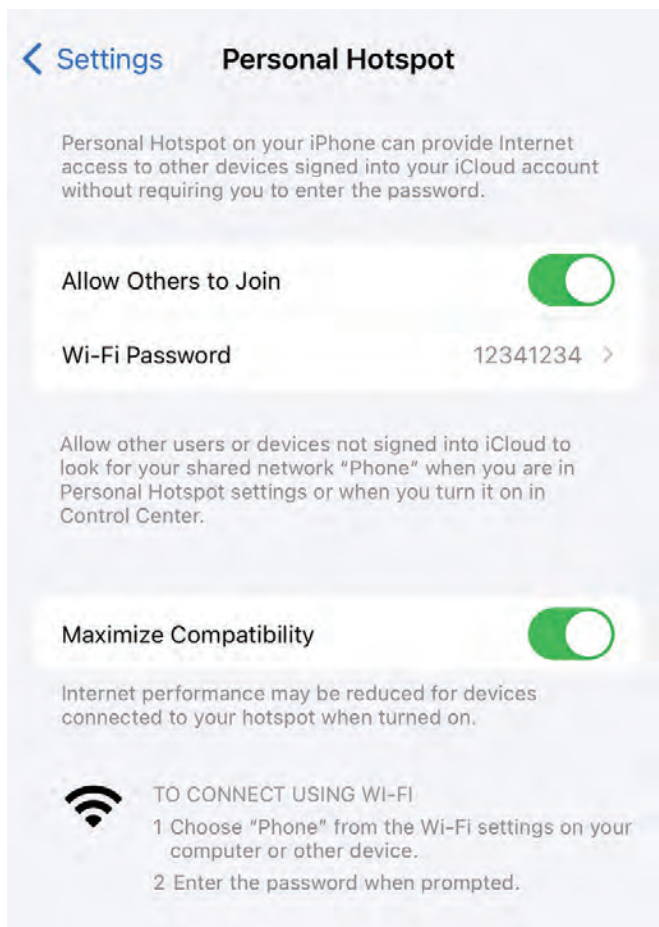 Settings Personal Hotspot
Personal Hotspot on your iPhone can provide Internet
access to other devices signed into your iCloud account
without requiring you to enter the password.
Allow Others to Join
Wi-Fi Password 12341234
Allow other users or devices not signed into iCloud to
look for your shared network “Phone” when you are in
Personal Hotspot settings or when you turn it on in
Control Center.
Maximize Compatibility
Internet performance may be reduced for devices
connected to your hotspot when turned on.
TO CONNECT USING WI-FI
1 Choose “Phone” from the Wi-Fi settings on your
computer or other device.
2 Enter the password when prompted.